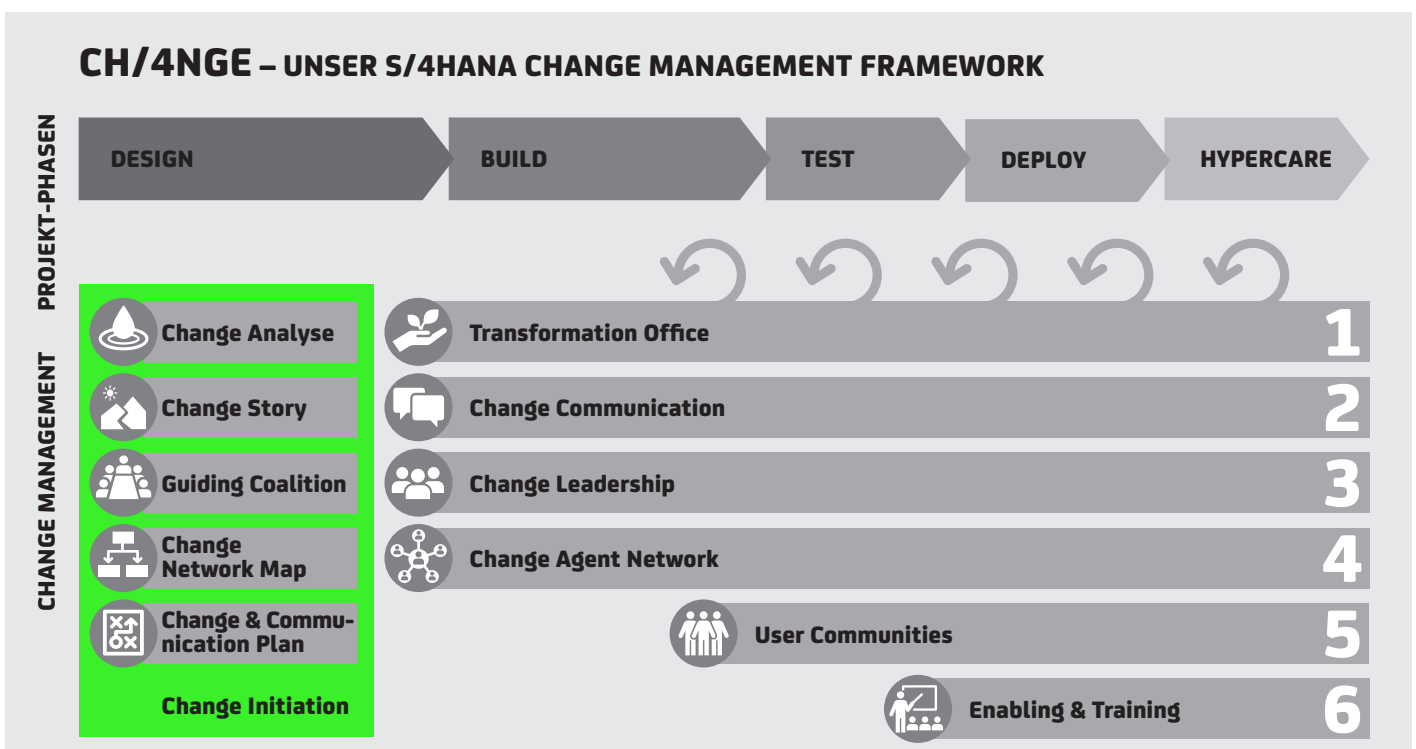 CH/4NGE – UNSER S/4HANA CHANGE MANAGEMENT FRAMEWORK
PROJEKT-PHASEN
DESIGN
BUILD
TEST
DEPLOY
HYPERCARE
CHANGE MANAGEMENT
Change Analyse
Change Story
Guiding Coalition
Change
Network Map
Change & Commu-
nication Plan
Change Initiation
Transformation Office
1
Change Communication
2
Change Leadership
3
Change Agent Network
4
User Communities
5
Enabling & Training
6